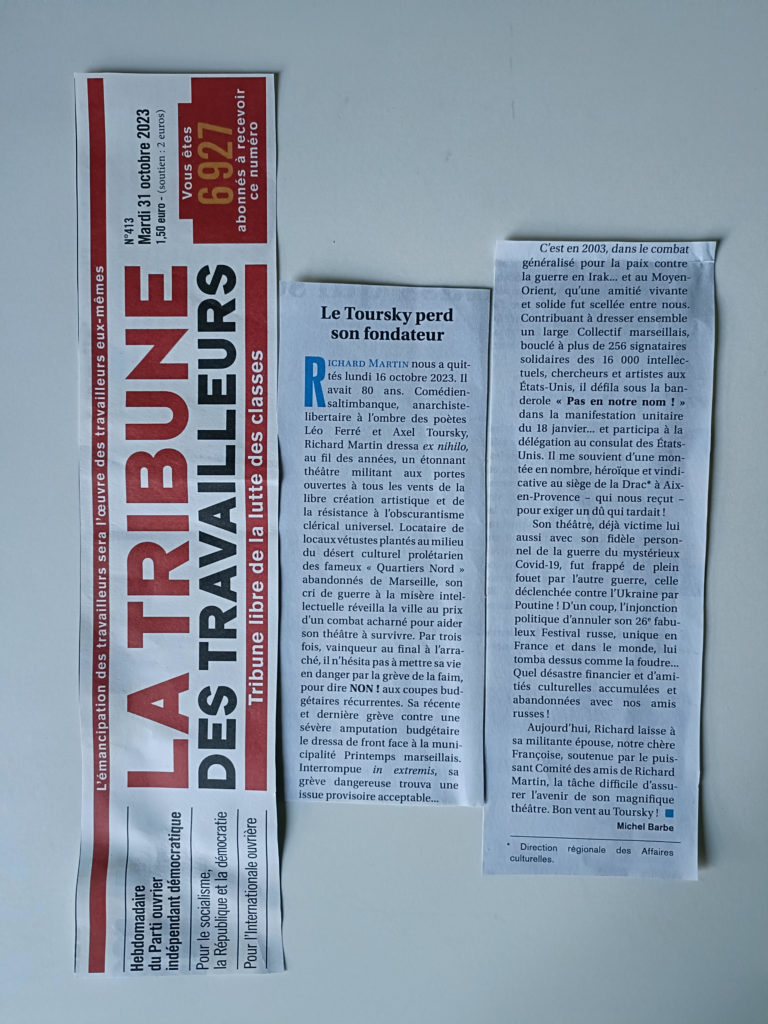 L'émancipation des travailleurs sera l'œuvre des travailleurs eux-mêmes
Hebdomadaire
du Parti ouvrier
indépendant démocratique
Pour le socialisme,
la République et la démocratie
Pour l'Internationale ouvrière
LA TRIBUNE
DES TRAVAILLEURS
Tribune libre de la lutte des classes
N°413
Mardi 31 octobre 2023
1,50 euro - (soutien : 2 euros)
Vous êtes
6 927
abonnés à recevoir
ce numéro
Le Toursky perd
son fondateur
RICHARD MARTIN nous a quit-
tés lundi 16 octobre 2023. Il
avait 80 ans. Comédien-
saltimbanque, anarchiste-
libertaire à l'ombre des poètes
Léo Ferré et Axel Toursky,
Richard Martin dressa ex nihilo,
au fil des années, un étonnant
théâtre militant aux portes
ouvertes à tous les vents de la
libre création artistique et de
la résistance à l'obscurantisme
clérical universel. Locataire de
locaux vétustes plantés au milieu
du désert culturel prolétarien
des fameux « Quartiers Nord »
abandonnés de Marseille, son
cri de guerre à la misère intel-
lectuelle réveilla la ville au prix
d'un combat acharné pour aider
son théâtre à survivre. Par trois
fois, vainqueur au final à l'arra-
ché, il n'hésita pas à mettre sa vie
en danger par la grève de la faim,
pour dire NON ! aux coupes bud-
gétaires récurrentes. Sa récente
et dernière grève contre une
sévère amputation budgétaire
le dressa de front face à la muni-
cipalité Printemps marseillais.
Interrompue in extremis, sa
grève dangereuse trouva une
issue provisoire acceptable...
C'est en 2003, dans le combat
généralisé pour la paix contre
la guerre en Irak... et au Moyen-
Orient, qu'une amitié vivante
et solide fut scellée entre nous.
Contribuant à dresser ensemble
un large Collectif marseillais,
bouclé à plus de 256 signataires
solidaires des 16 000 intellec-
tuels, chercheurs et artistes aux
États-Unis, il défila sous la ban-
derole « Pas en notre nom ! »
dans la manifestation unitaire
du 18 janvier... et participa à la
délégation au consulat des États-
Unis. Il me souvient d'une mon-
tée en nombre, héroïque et vindi-
cative au siège de la Drac* à Aix-
en-Provence – qui nous reçut –
pour exiger un dû qui tardait !
Son théâtre, déjà victime lui
aussi avec son fidèle person-
nel de la guerre du mystérieux
Covid-19, fut frappé de plein
fouet par l'autre guerre, celle
déclenchée contre l'Ukraine par
Poutine ! D'un coup, l'injonction
politique d'annuler son 26e fabu-
leux Festival russe, unique en
France et dans le monde, lui
tomba dessus comme la foudre...
Quel désastre financier et d'ami-
tiés culturelles accumulées et
abandonnées avec nos amis
russes !
Aujourd'hui, Richard laisse à
sa militante épouse, notre chère
Françoise, soutenue par le puis-
sant Comité des amis de Richard
Martin, la tâche difficile d'assu-
rer l'avenir de son magnifique
théâtre. Bon vent au Toursky ! ■
Michel Barbe
* Direction régionale des Affaires
culturelles.